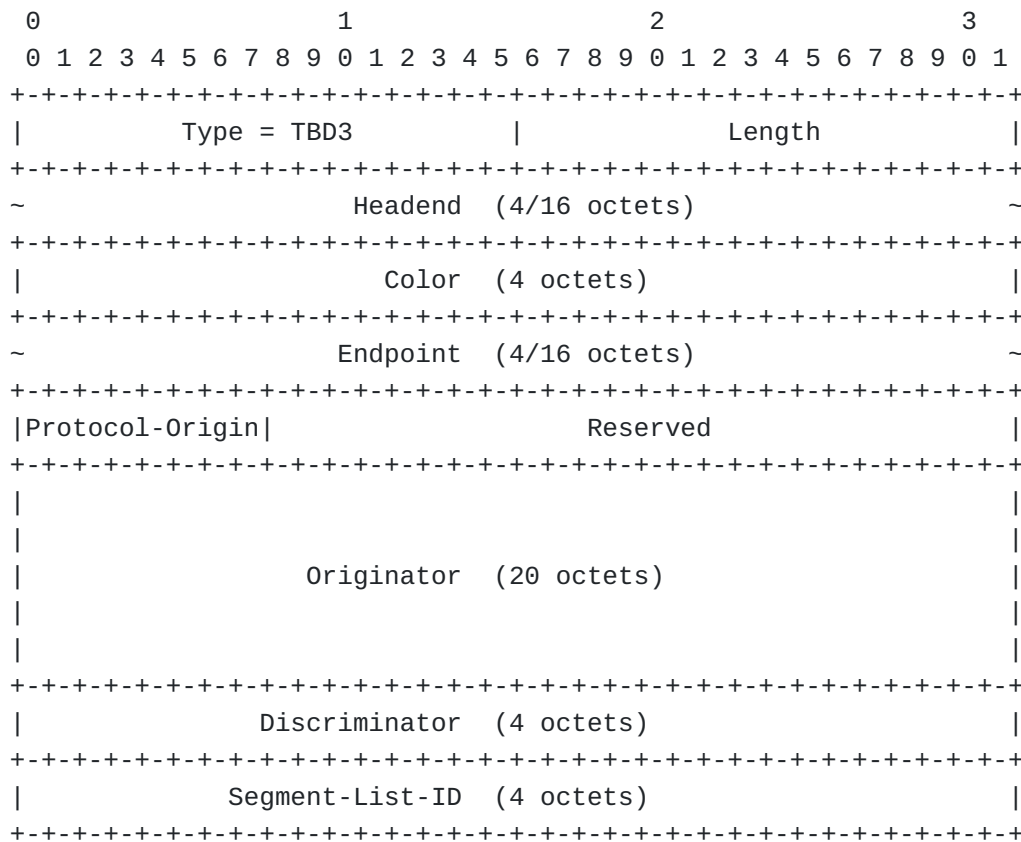 0                   1                   2                   3
 0 1 2 3 4 5 6 7 8 9 0 1 2 3 4 5 6 7 8 9 0 1 2 3 4 5 6 7 8 9 0 1
+-+-+-+-+-+-+-+-+-+-+-+-+-+-+-+-+-+-+-+-+-+-+-+-+-+-+-+-+-+-+-+-+
|          Type = TBD3          |             Length            |
+-+-+-+-+-+-+-+-+-+-+-+-+-+-+-+-+-+-+-+-+-+-+-+-+-+-+-+-+-+-+-+-+
~                     Headend  (4/16 octets)                    ~
+-+-+-+-+-+-+-+-+-+-+-+-+-+-+-+-+-+-+-+-+-+-+-+-+-+-+-+-+-+-+-+-+
|                       Color  (4 octets)                       |
+-+-+-+-+-+-+-+-+-+-+-+-+-+-+-+-+-+-+-+-+-+-+-+-+-+-+-+-+-+-+-+-+
~                    Endpoint  (4/16 octets)                    ~
+-+-+-+-+-+-+-+-+-+-+-+-+-+-+-+-+-+-+-+-+-+-+-+-+-+-+-+-+-+-+-+-+
|Protocol-Origin|                    Reserved                   |
+-+-+-+-+-+-+-+-+-+-+-+-+-+-+-+-+-+-+-+-+-+-+-+-+-+-+-+-+-+-+-+-+
|                                                               |
|                                                               |
|                  Originator  (20 octets)                      |
|                                                               |
|                                                               |
+-+-+-+-+-+-+-+-+-+-+-+-+-+-+-+-+-+-+-+-+-+-+-+-+-+-+-+-+-+-+-+-+
|               Discriminator  (4 octets)                       |
+-+-+-+-+-+-+-+-+-+-+-+-+-+-+-+-+-+-+-+-+-+-+-+-+-+-+-+-+-+-+-+-+
|             Segment-List-ID  (4 octets)                       |
+-+-+-+-+-+-+-+-+-+-+-+-+-+-+-+-+-+-+-+-+-+-+-+-+-+-+-+-+-+-+-+-+